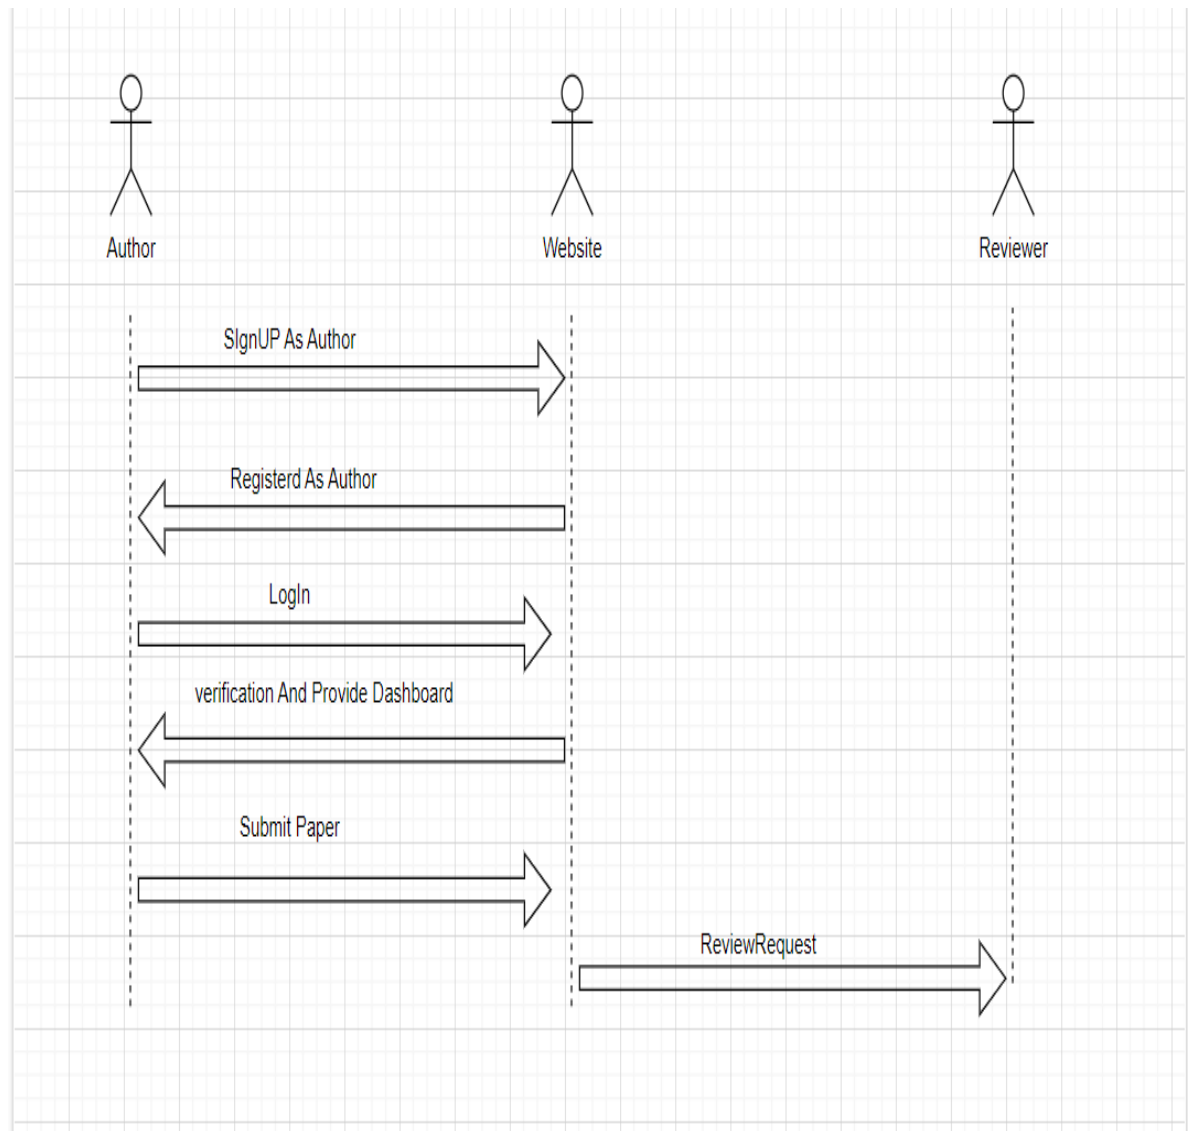 Author
Website
Reviewer
SIgnUP As Author
Registerd As Author
LogIn
verification And Provide Dashboard
Submit Paper
ReviewRequest